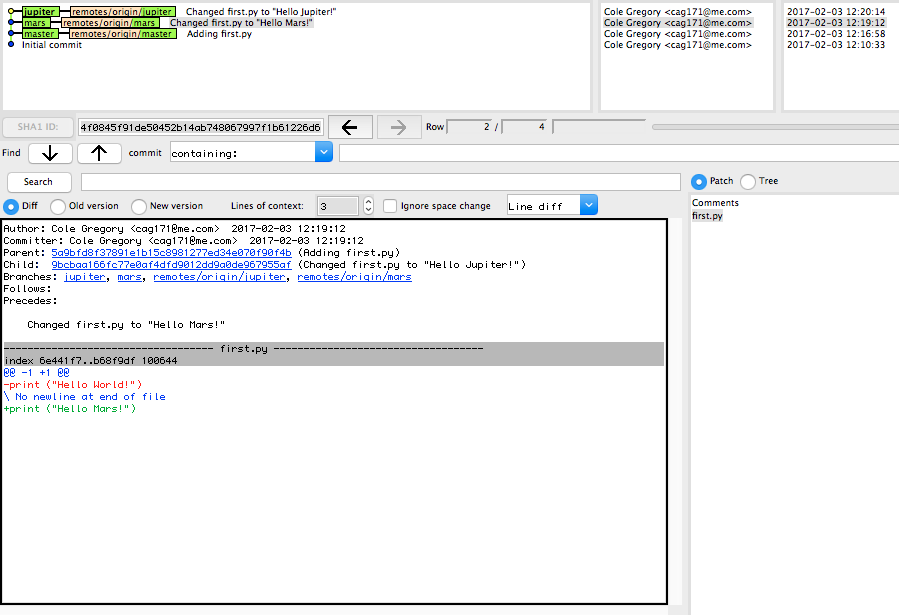 jupiter remotes/origin/jupiter Changed first.py to "Hello Jupiter!" Cole Gregory <cag171@me.com> 2017-02-03 12:20:14
mars remotes/origin/mars Changed first.py to "Hello Mars!" Cole Gregory <cag171@me.com> 2017-02-03 12:19:12
master remotes/origin/master Adding first.py Cole Gregory <cag171@me.com> 2017-02-03 12:16:58
Initial commit Cole Gregory <cag171@me.com> 2017-02-03 12:10:33
SHA1 ID: 4f0845f91de50452b14ab748067997f1b61226d6 Row 2 / 4
Find commit containing:
Search
Patch Tree
Diff Old version New version Lines of context: 3 Ignore space change Line diff
Comments
first.py
Author: Cole Gregory <cag171@me.com> 2017-02-03 12:19:12
Committer: Cole Gregory <cag171@me.com> 2017-02-03 12:19:12
Parent: 5a9bfd8f37891e1b15c8981277ed34e070f90f4b (Adding first.py)
Child: 9bcbaa166fc77e0af4dfd9012dd9a0de967955af (Changed first.py to "Hello Jupiter!")
Branches: jupiter, mars, remotes/origin/jupiter, remotes/origin/mars
Follows:
Precedes:
Changed first.py to "Hello Mars!"
----------------------------------- first.py -----------------------------------
index 6e441f7..b68f9df 100644
@@ -1 +1 @@
-print ("Hello World!")
\ No newline at end of file
+print ("Hello Mars!")